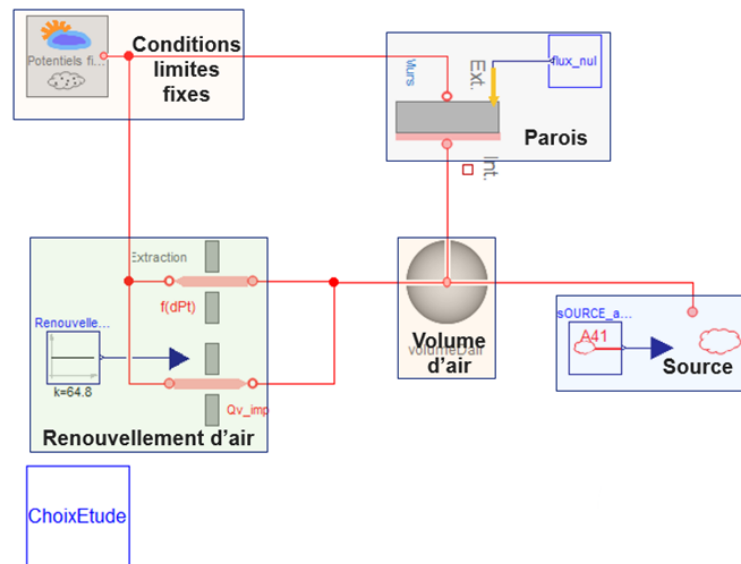 Potentiels fi...
Conditions
limites
fixes
Murs
Ext.
flux_nul
Parois
Int.
Extraction
f(dPt)
Renouvelle...
k=64.8
Qv_imp
Renouvellement d'air
Volume
d'air
volumeDair
sOURCE_a...
A41
Source
ChoixEtude